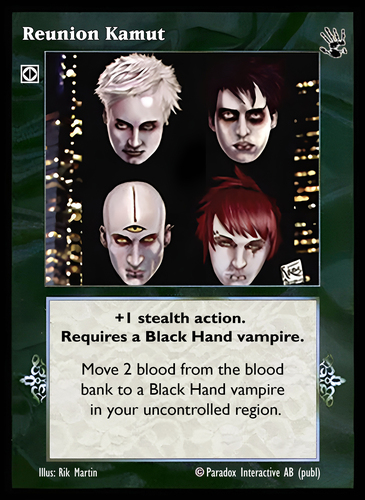 Reunion Kamut
+1 stealth action.
Requires a Black Hand vampire.
Move 2 blood from the blood
bank to a Black Hand vampire
in your uncontrolled region.
Illus: Rik Martin
© Paradox Interactive AB (publ)